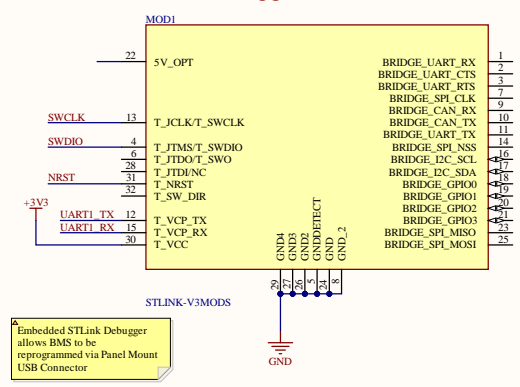 MOD1
22 5V_OPT
SWCLK 13 T_JCLK/T_SWCLK
SWDIO 4 T_JTMS/T_SWDIO
6 T_JTDO/T_SWO
28 T_JTDI/NC
NRST 31 T_NRST
32 T_SW_DIR
+3V3
UART1_TX 12 T_VCP_TX
UART1_RX 15 T_VCP_RX
30 T_VCC
BRIDGE_UART_RX 1
BRIDGE_UART_CTS 2
BRIDGE_UART_RTS 3
BRIDGE_SPI_CLK 7
BRIDGE_CAN_RX 9
BRIDGE_CAN_TX 10
BRIDGE_UART_TX 11
BRIDGE_SPI_NSS 14
BRIDGE_I2C_SCL 16
BRIDGE_I2C_SDA 17
BRIDGE_GPIO0 18
BRIDGE_GPIO1 19
BRIDGE_GPIO2 20
BRIDGE_GPIO3 21
BRIDGE_SPI_MISO 23
BRIDGE_SPI_MOSI 25
GND4 29
GND3 27
GND2 26
GNDDETECT 5
GND 24
GND_2 8
STLINK-V3MODS
GND
Embedded STLink Debugger
allows BMS to be
reprogrammed via Panel Mount
USB Connector